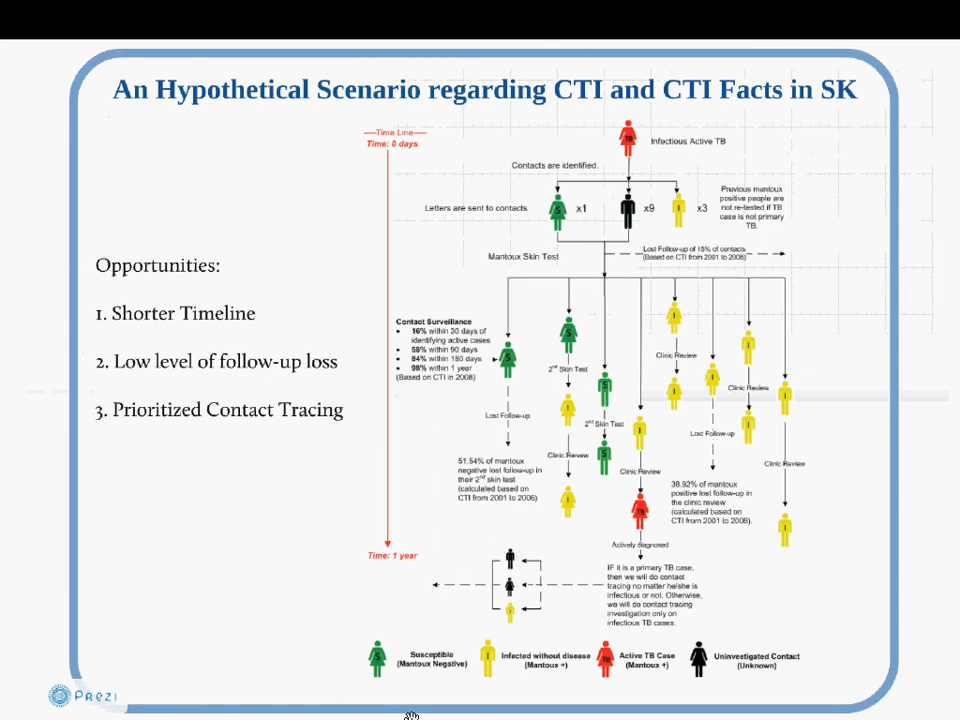 An Hypothetical Scenario regarding CTI and CTI Facts in SK
Time Line
Time: 0 days
TB
Infectious Active TB
Contacts are identified.
Letters are sent to contacts
S
x1
x9
I
x3
Previous mantoux
positive people are
not re-tested if TB
case is not primary
TB.
Mantoux Skin Test
Lost Follow-up of 15% of contacts
(Based on CTI from 2001 to 2006)
Opportunities:
1. Shorter Timeline
2. Low level of follow-up loss
3. Prioritized Contact Tracing
Contact Surveillance
• 16% within 30 days of
identifying active cases
• 58% within 90 days
• 84% within 180 days
• 98% within 1 year
(Based on CTI in 2006)
S
Lost Follow-up
51.54% of mantoux
negative lost follow-up in
their 2nd skin test
(calculated based on
CTI from 2001 to 2006)
S
2nd Skin Test
I
Clinic Review
I
S
2nd Skin Test
S
I
Clinic Review
TB
Actively diagnosed
I
Clinic Review
I
I
Lost Follow-up
38.92% of mantoux
positive lost follow-up in
the clinic review
(calculated based on
CTI from 2001 to 2006).
I
Clinic Review
I
I
Clinic Review
I
Time: 1 year
I
IF it is a primary TB case,
then we will do contact
tracing no matter he/she is
infectious or not. Otherwise,
we will do contact tracing
investigation only on
infectious TB cases.
S
Susceptible
(Mantoux Negative)
I
Infected without disease
(Mantoux +)
TB
Active TB Case
(Mantoux +)
Uninvestigated Contact
(Unknown)
Prezi